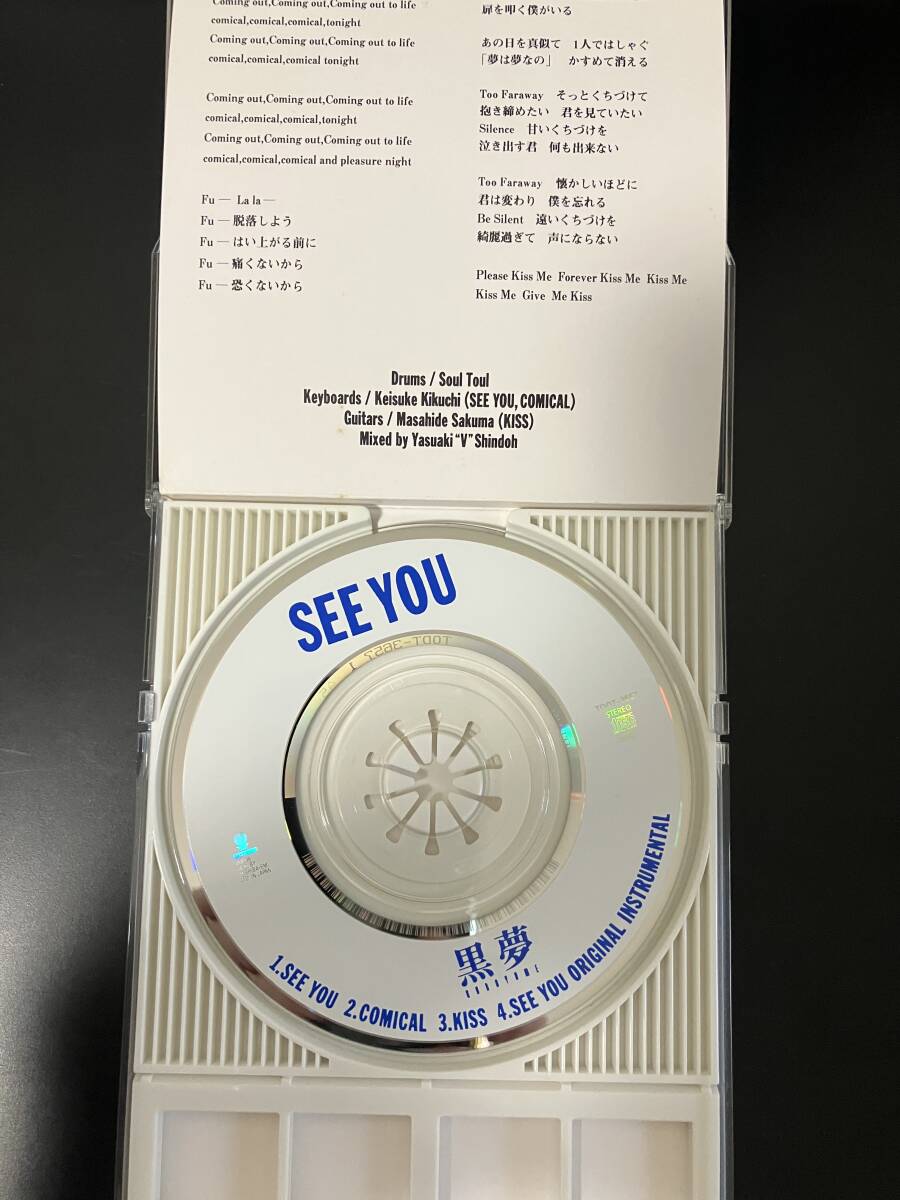 Coming out,Coming out,Coming out to life
comical,comical,comical,tonight
Coming out,Coming out,Coming out to life
comical,comical,comical tonight
Coming out,Coming out,Coming out to life
comical,comical,comical,tonight
Coming out,Coming out,Coming out to life
comical,comical,comical and pleasure night
Fu ― La la ―
Fu ― 脱落しよう
Fu ― はい上がる前に
Fu ― 痛くないから
Fu ― 恐くないから
扉を叩く僕がいる
あの日を真似て 1人ではしゃぐ
「夢は夢なの」 かすめて消える
Too Faraway そっとくちづけて
抱き締めたい 君を見ていたい
Silence 甘いくちづけを
泣き出す君 何も出来ない
Too Faraway 懐かしいほどに
君は変わり 僕を忘れる
Be Silent 遠いくちづけを
綺麗過ぎて 声にならない
Please Kiss Me Forever Kiss Me Kiss Me
Kiss Me Give Me Kiss
Drums / Soul Toul
Keyboards / Keisuke Kikuchi (SEE YOU, COMICAL)
Guitars / Masahide Sakuma (KISS)
Mixed by Yasuaki "V" Shindoh
SEE YOU
TODT-3657 1
TODT-3657
STEREO
黒夢
KUROYUME
1.SEE YOU 2.COMICAL 3.KISS 4.SEE YOU ORIGINAL INSTRUMENTAL